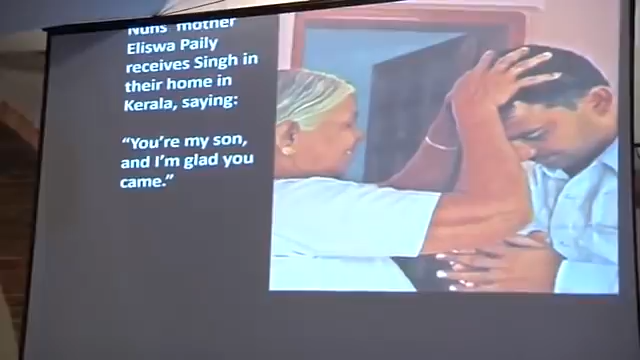 Nuns' mother
Eliswa Paily
receives Singh in
their home in
Kerala, saying:
"You're my son,
and I'm glad you
came."